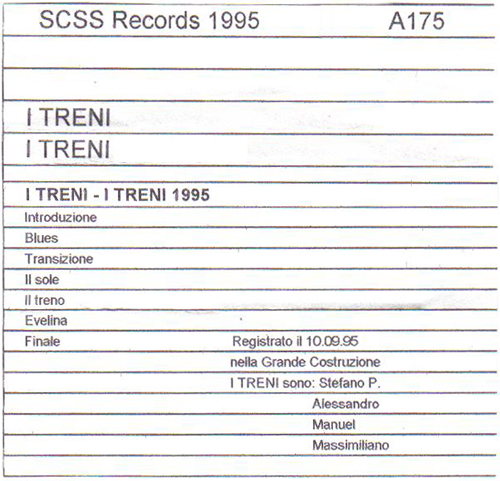 SCSS Records 1995 A175
I TRENI
I TRENI
I TRENI - I TRENI 1995
Introduzione
Blues
Transizione
Il sole
Il treno
Evelina
Finale Registrato il 10.09.95
nella Grande Costruzione
I TRENI sono: Stefano P.
Alessandro
Manuel
Massimiliano